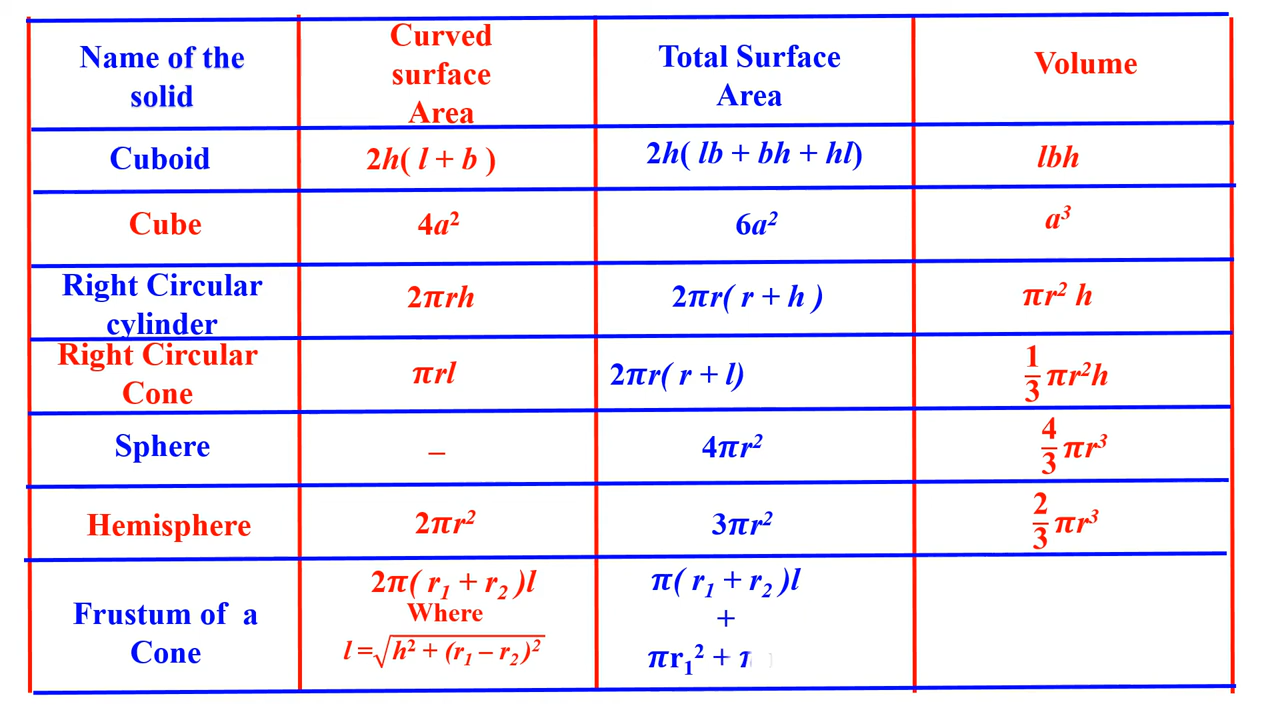 Name of the solid | Curved surface Area | Total Surface Area | Volume
Cuboid | 2h( l + b ) | 2h( lb + bh + hl) | lbh
Cube | 4a² | 6a² | a³
Right Circular cylinder | 2πrh | 2πr( r + h ) | πr² h
Right Circular Cone | πrl | 2πr( r + l) | 1/3 πr²h
Sphere | – | 4πr² | 4/3 πr³
Hemisphere | 2πr² | 3πr² | 2/3 πr³
Frustum of a Cone | 2π( r₁ + r₂ )l Where l = √(h² + (r₁ – r₂)²) | π( r₁ + r₂ )l + πr₁² +